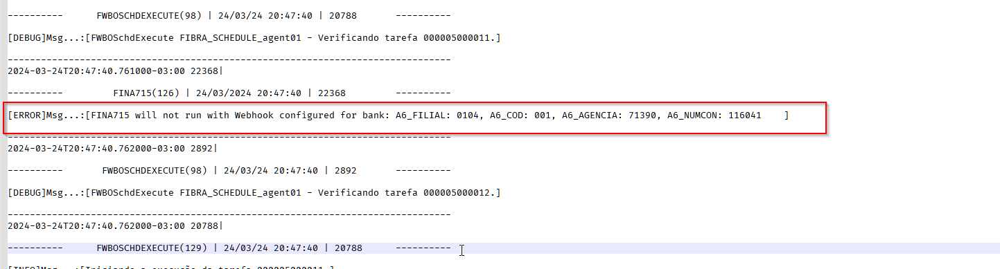 ----------      FWBOSCHDEXECUTE(98) | 24/03/24 20:47:40 | 20788       ----------
[DEBUG]Msg...:[FWBOSchdExecute FIBRA_SCHEDULE_agent01 - Verificando tarefa 000005000011.]
--------------------------------------------------------------------------------
2024-03-24T20:47:40.761000-03:00 22368|
----------         FINA715(126) | 24/03/2024 20:47:40 | 22368         ----------
[ERROR]Msg...:[FINA715 will not run with Webhook configured for bank: A6_FILIAL: 0104, A6_COD: 001, A6_AGENCIA: 71390, A6_NUMCON: 116041    ]
--------------------------------------------------------------------------------
2024-03-24T20:47:40.762000-03:00 2892|
----------       FWBOSCHDEXECUTE(98) | 24/03/24 20:47:40 | 2892       ----------
[DEBUG]Msg...:[FWBOSchdExecute FIBRA_SCHEDULE_agent01 - Verificando tarefa 000005000012.]
--------------------------------------------------------------------------------
2024-03-24T20:47:40.762000-03:00 20788|
----------      FWBOSCHDEXECUTE(129) | 24/03/24 20:47:40 | 20788      ----------
[INFO]Msg...:[Iniciando a execução da tarefa 000005000011.]